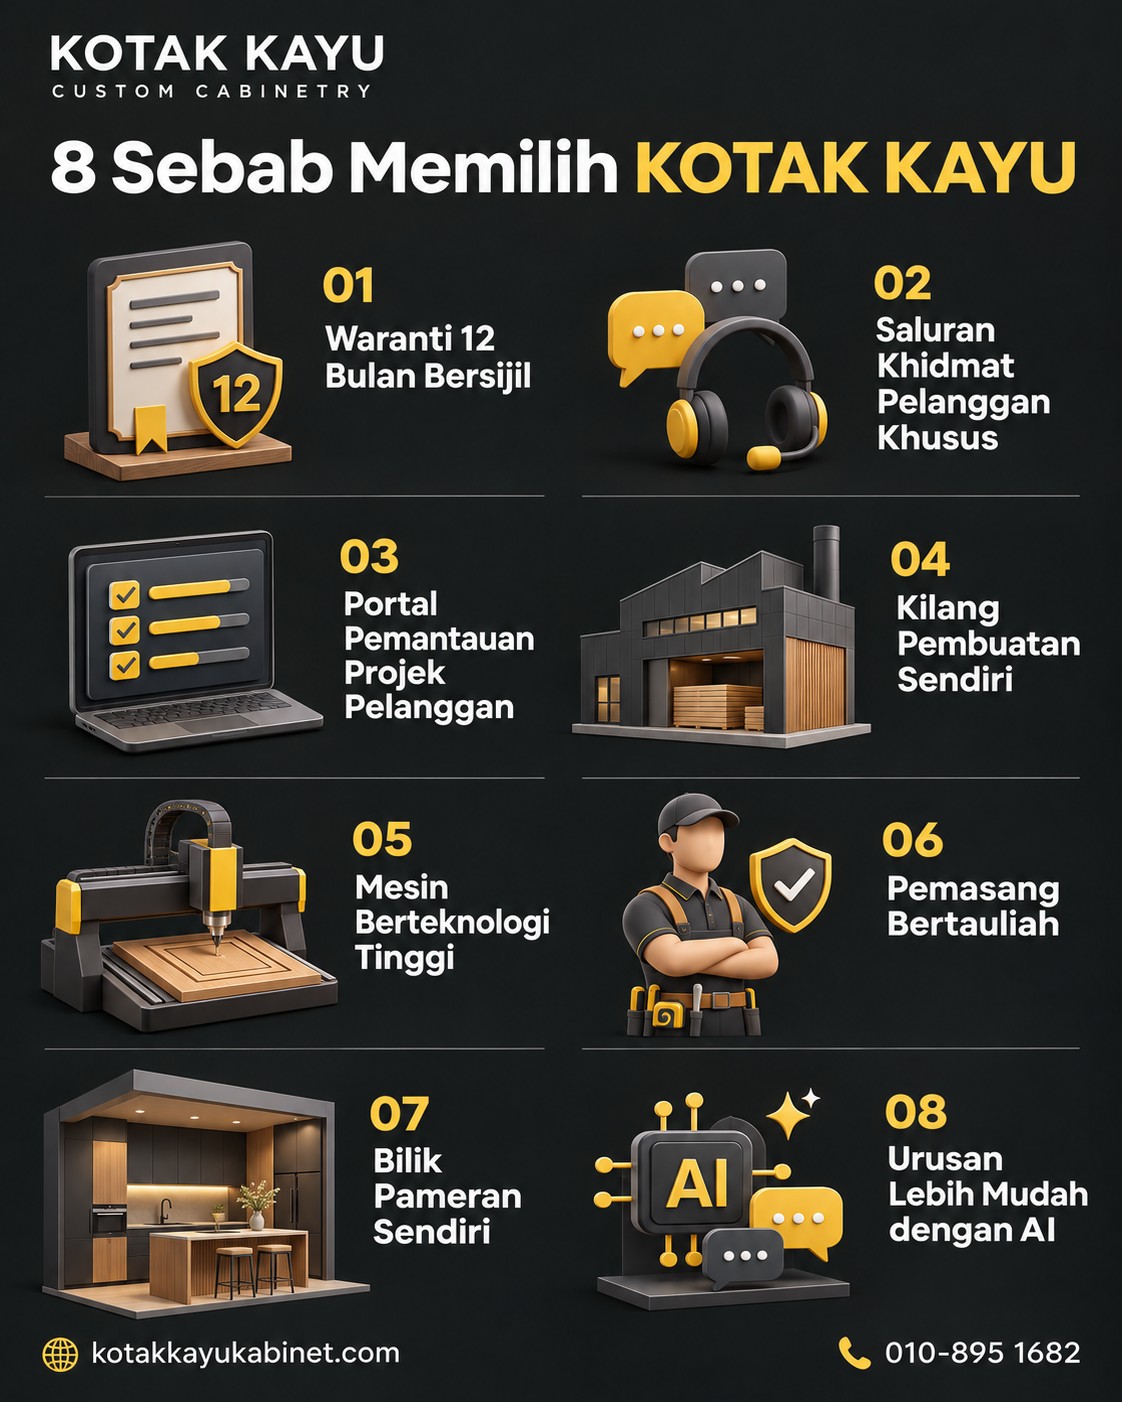 KOTAK KAYU
CUSTOM CABINETRY
8 Sebab Memilih KOTAK KAYU
12
01
Waranti 12
Bulan Bersijil
02
Saluran
Khidmat
Pelanggan
Khusus
03
Portal
Pemantauan
Projek
Pelanggan
04
Kilang
Pembuatan
Sendiri
05
Mesin
Berteknologi
Tinggi
06
Pemasang
Bertauliah
07
Bilik
Pameran
Sendiri
AI
08
Urusan
Lebih Mudah
dengan AI
kotakkayukabinet.com
010-895 1682